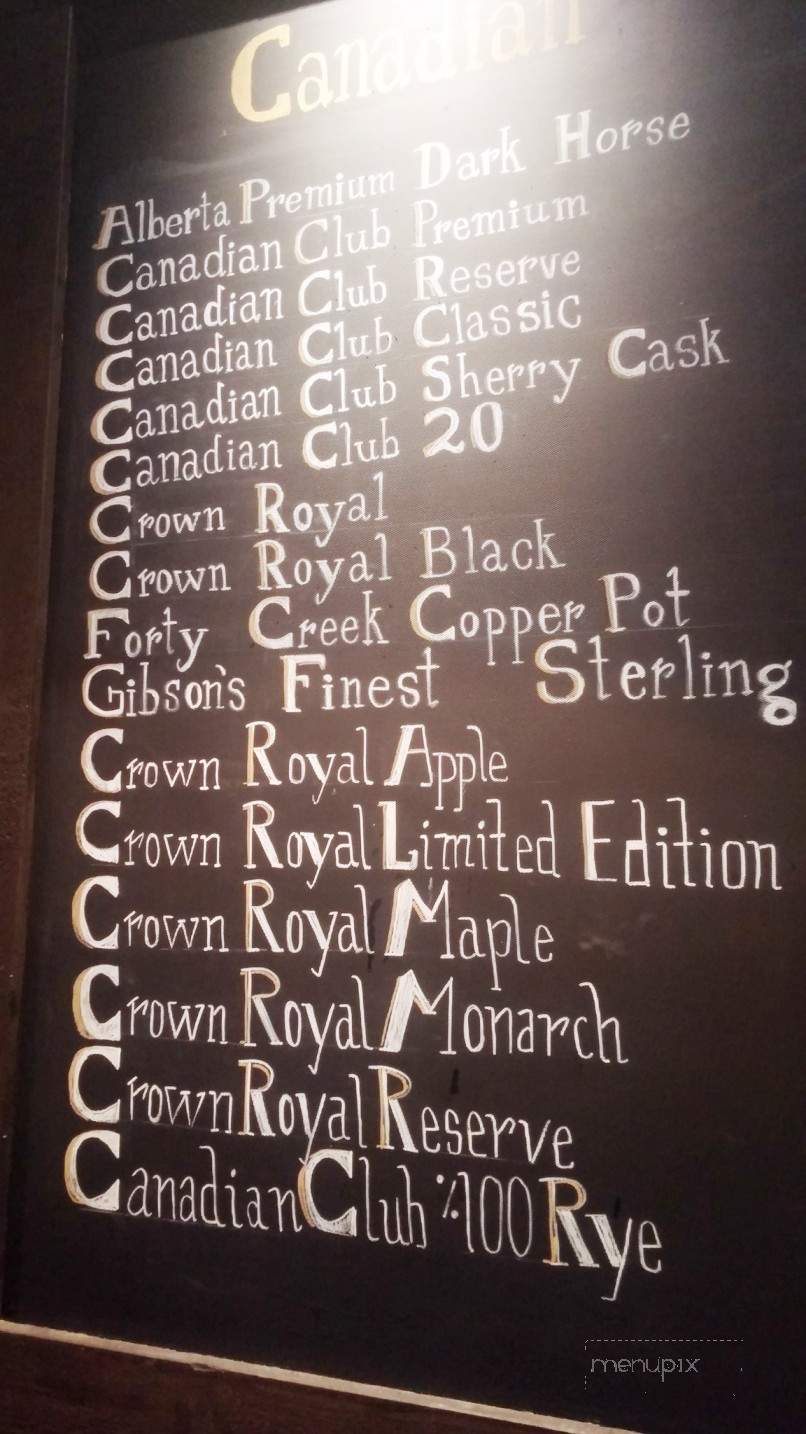 Canadian
Alberta Premium Dark Horse
Canadian Club Premium
Canadian Club Reserve
Canadian Club Classic
Canadian Club Sherry Cask
Canadian Club 20
Crown Royal
Crown Royal Black
Forty Creek Copper Pot
Gibson's Finest Sterling
Crown Royal Apple
Crown Royal Limited Edition
Crown Royal Maple
Crown Royal Monarch
Crown Royal Reserve
Canadian Club %100 Rye
menupix